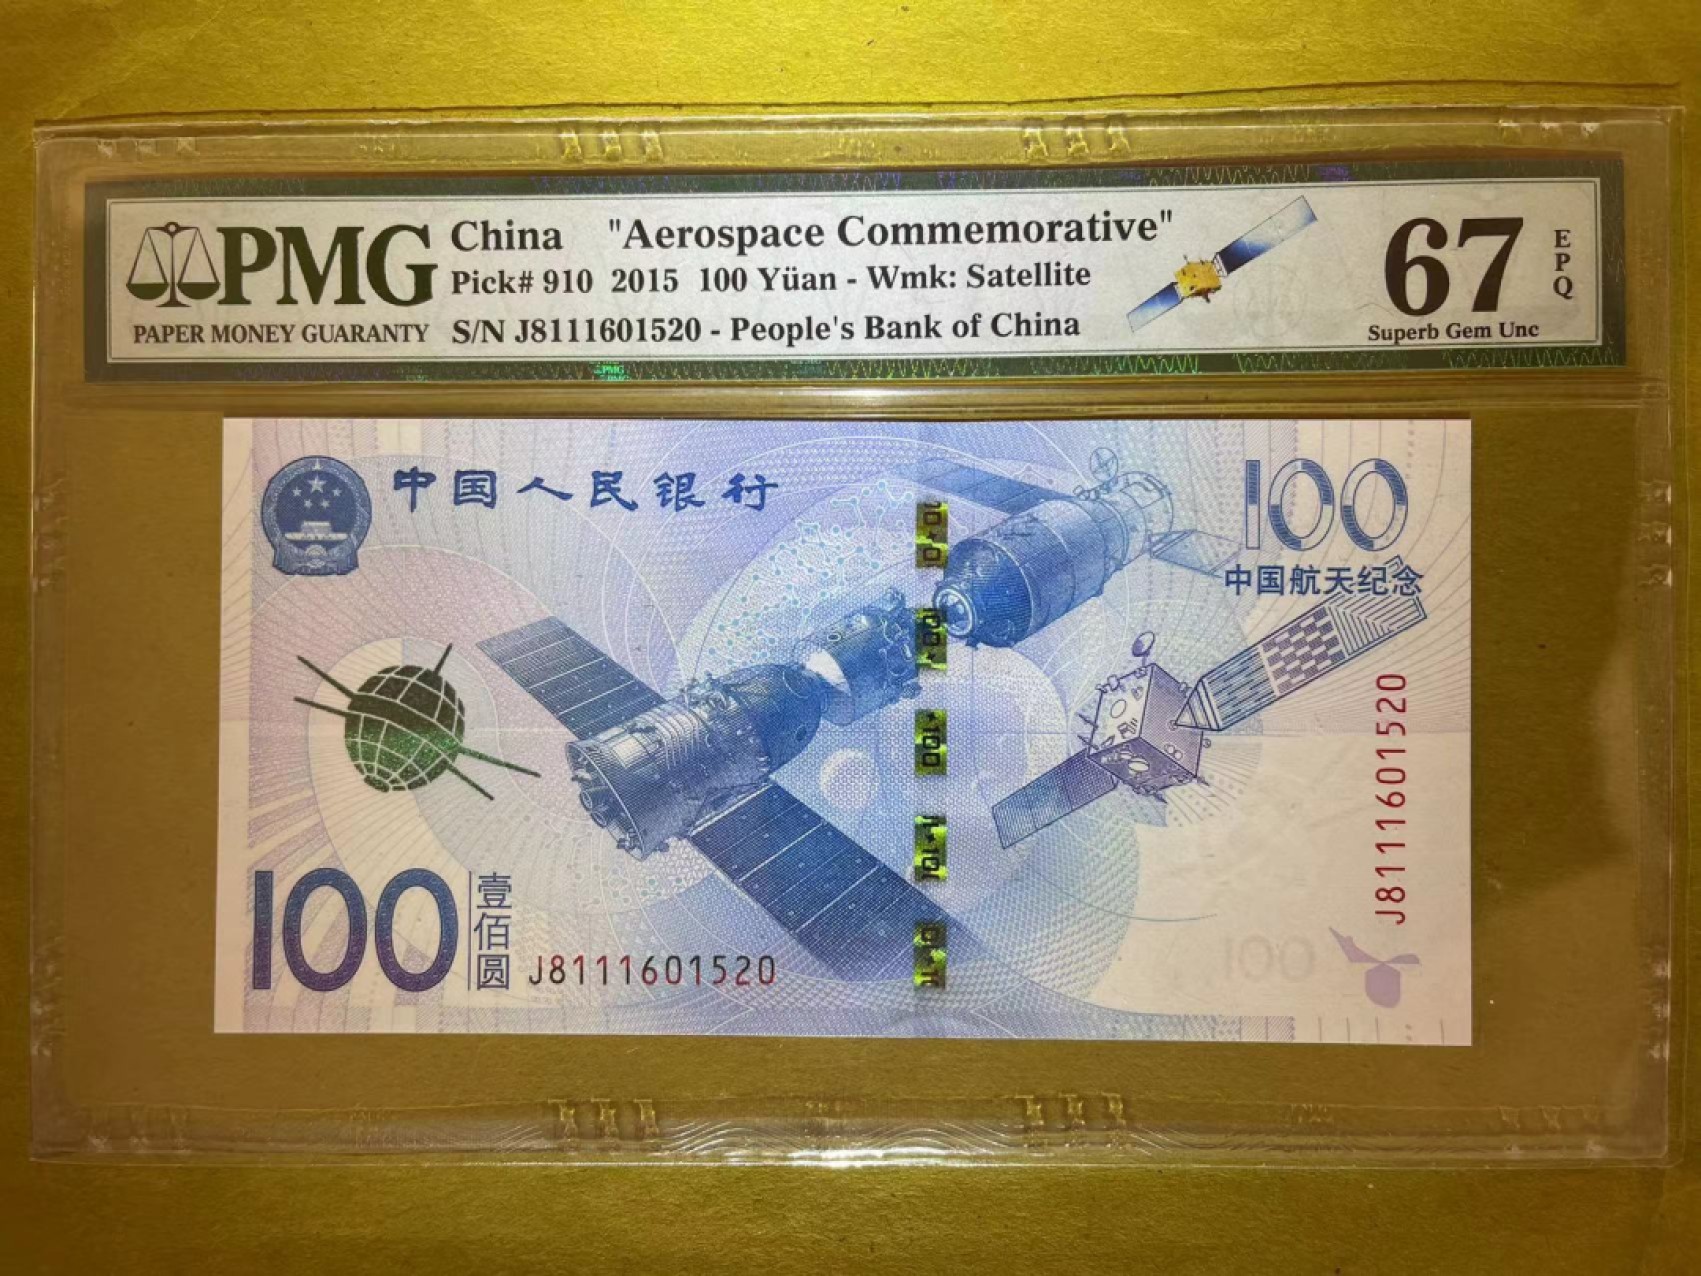 PMG
PAPER MONEY GUARANTY
China "Aerospace Commemorative"
Pick# 910 2015 100 Yüan - Wmk: Satellite
S/N J8111601520 - People's Bank of China
67
EPQ
Superb Gem Unc
中国人民银行
100
中国航天纪念
J8111601520
100
壹佰圆
J8111601520